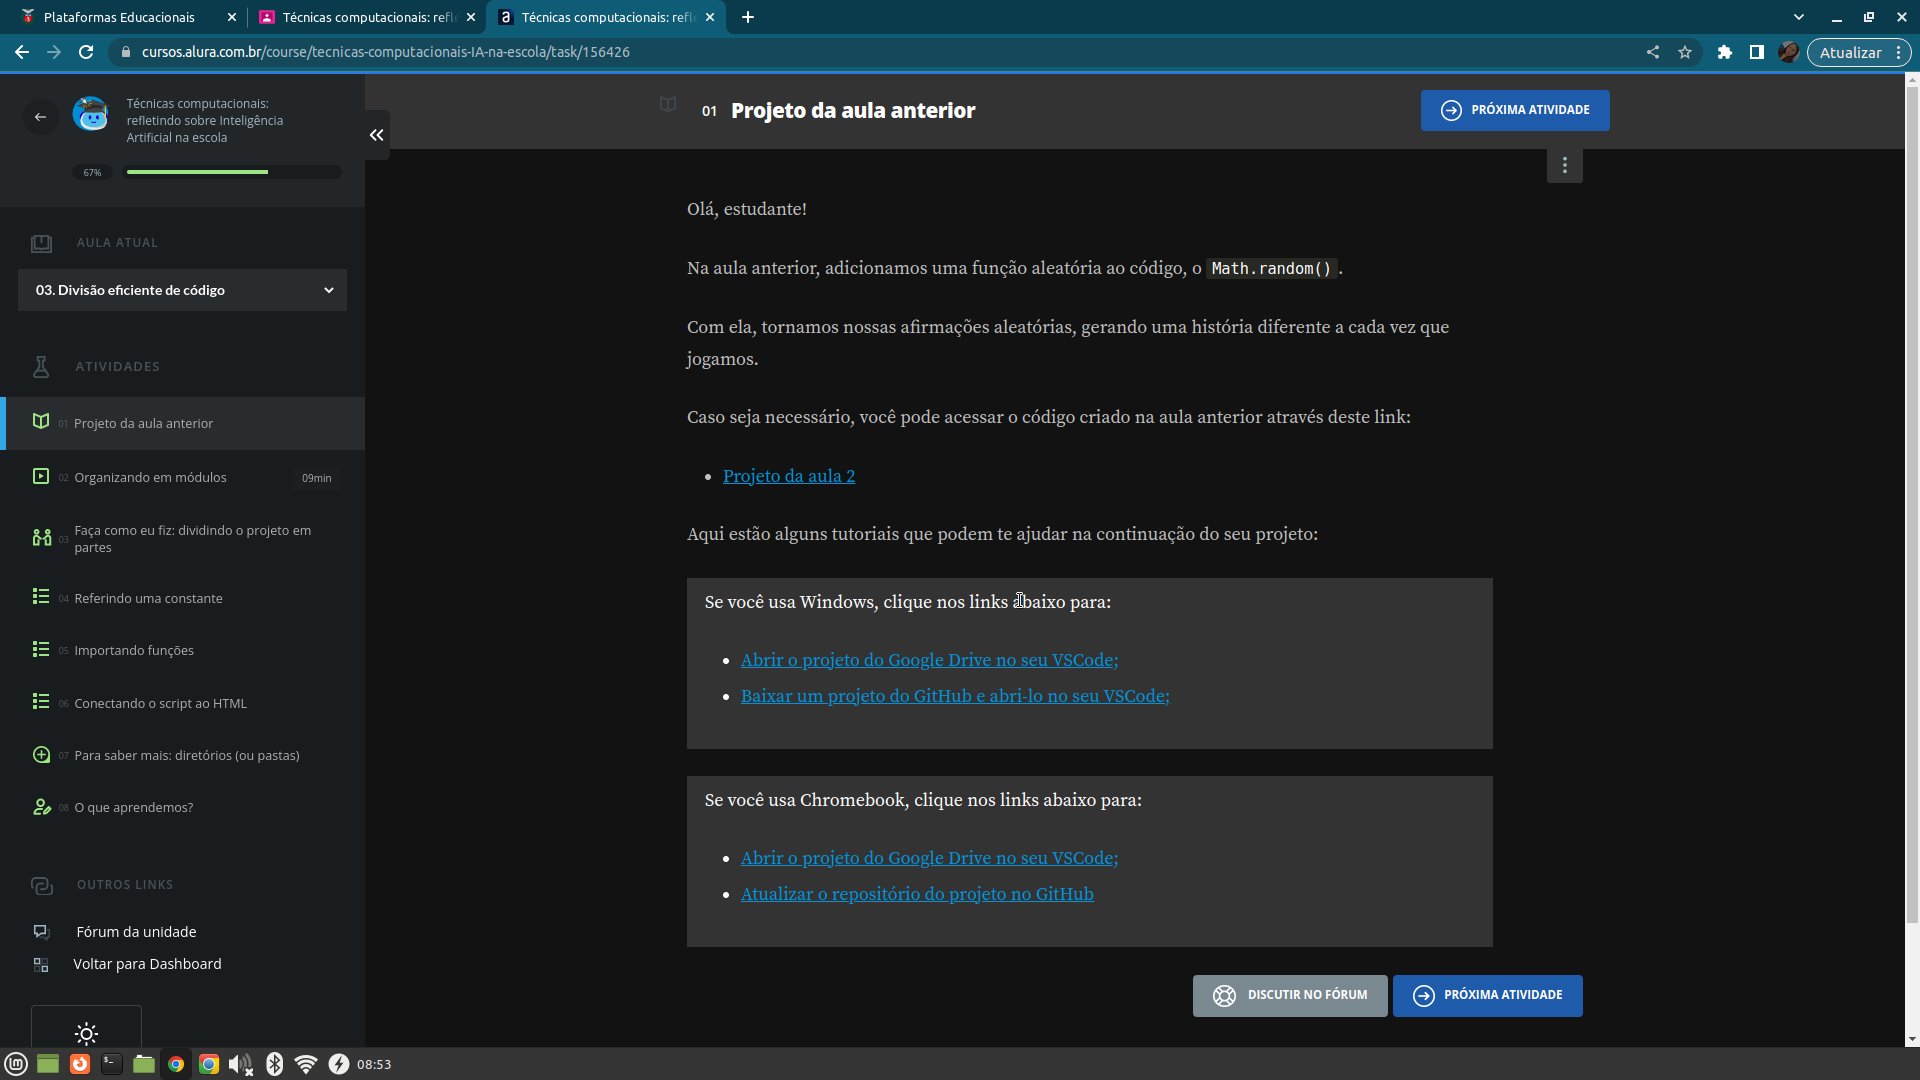 Plataformas Educacionais
Técnicas computacionais: refl
Técnicas computacionais: refl
cursos.alura.com.br/course/tecnicas-computacionais-IA-na-escola/task/156426
Atualizar
Técnicas computacionais:
refletindo sobre Inteligência
Artificial na escola
67%
AULA ATUAL
03. Divisão eficiente de código
ATIVIDADES
01 Projeto da aula anterior
02 Organizando em módulos 09min
03 Faça como eu fiz: dividindo o projeto em
partes
04 Referindo uma constante
05 Importando funções
06 Conectando o script ao HTML
07 Para saber mais: diretórios (ou pastas)
08 O que aprendemos?
OUTROS LINKS
Fórum da unidade
Voltar para Dashboard
01 Projeto da aula anterior
PRÓXIMA ATIVIDADE
Olá, estudante!
Na aula anterior, adicionamos uma função aleatória ao código, o Math.random() .
Com ela, tornamos nossas afirmações aleatórias, gerando uma história diferente a cada vez que
jogamos.
Caso seja necessário, você pode acessar o código criado na aula anterior através deste link:
• Projeto da aula 2
Aqui estão alguns tutoriais que podem te ajudar na continuação do seu projeto:
Se você usa Windows, clique nos links abaixo para:
• Abrir o projeto do Google Drive no seu VSCode;
• Baixar um projeto do GitHub e abri-lo no seu VSCode;
Se você usa Chromebook, clique nos links abaixo para:
• Abrir o projeto do Google Drive no seu VSCode;
• Atualizar o repositório do projeto no GitHub
DISCUTIR NO FÓRUM
PRÓXIMA ATIVIDADE
08:53